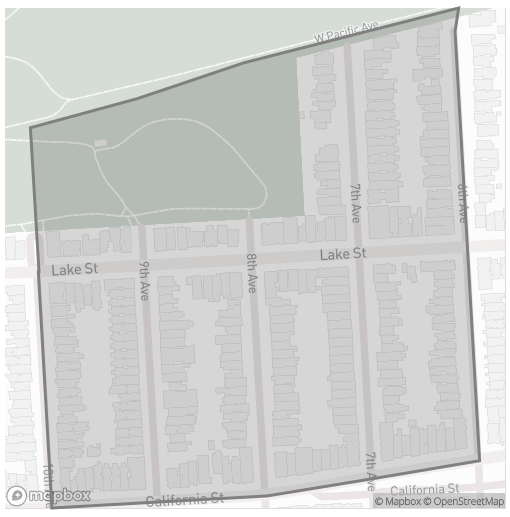 W Pacific Ave
7th Ave
6th Ave
Lake St
Lake St
9th Ave
8th Ave
7th Ave
10th Ave
California St
California St
mapbox
© Mapbox © OpenStreetMap